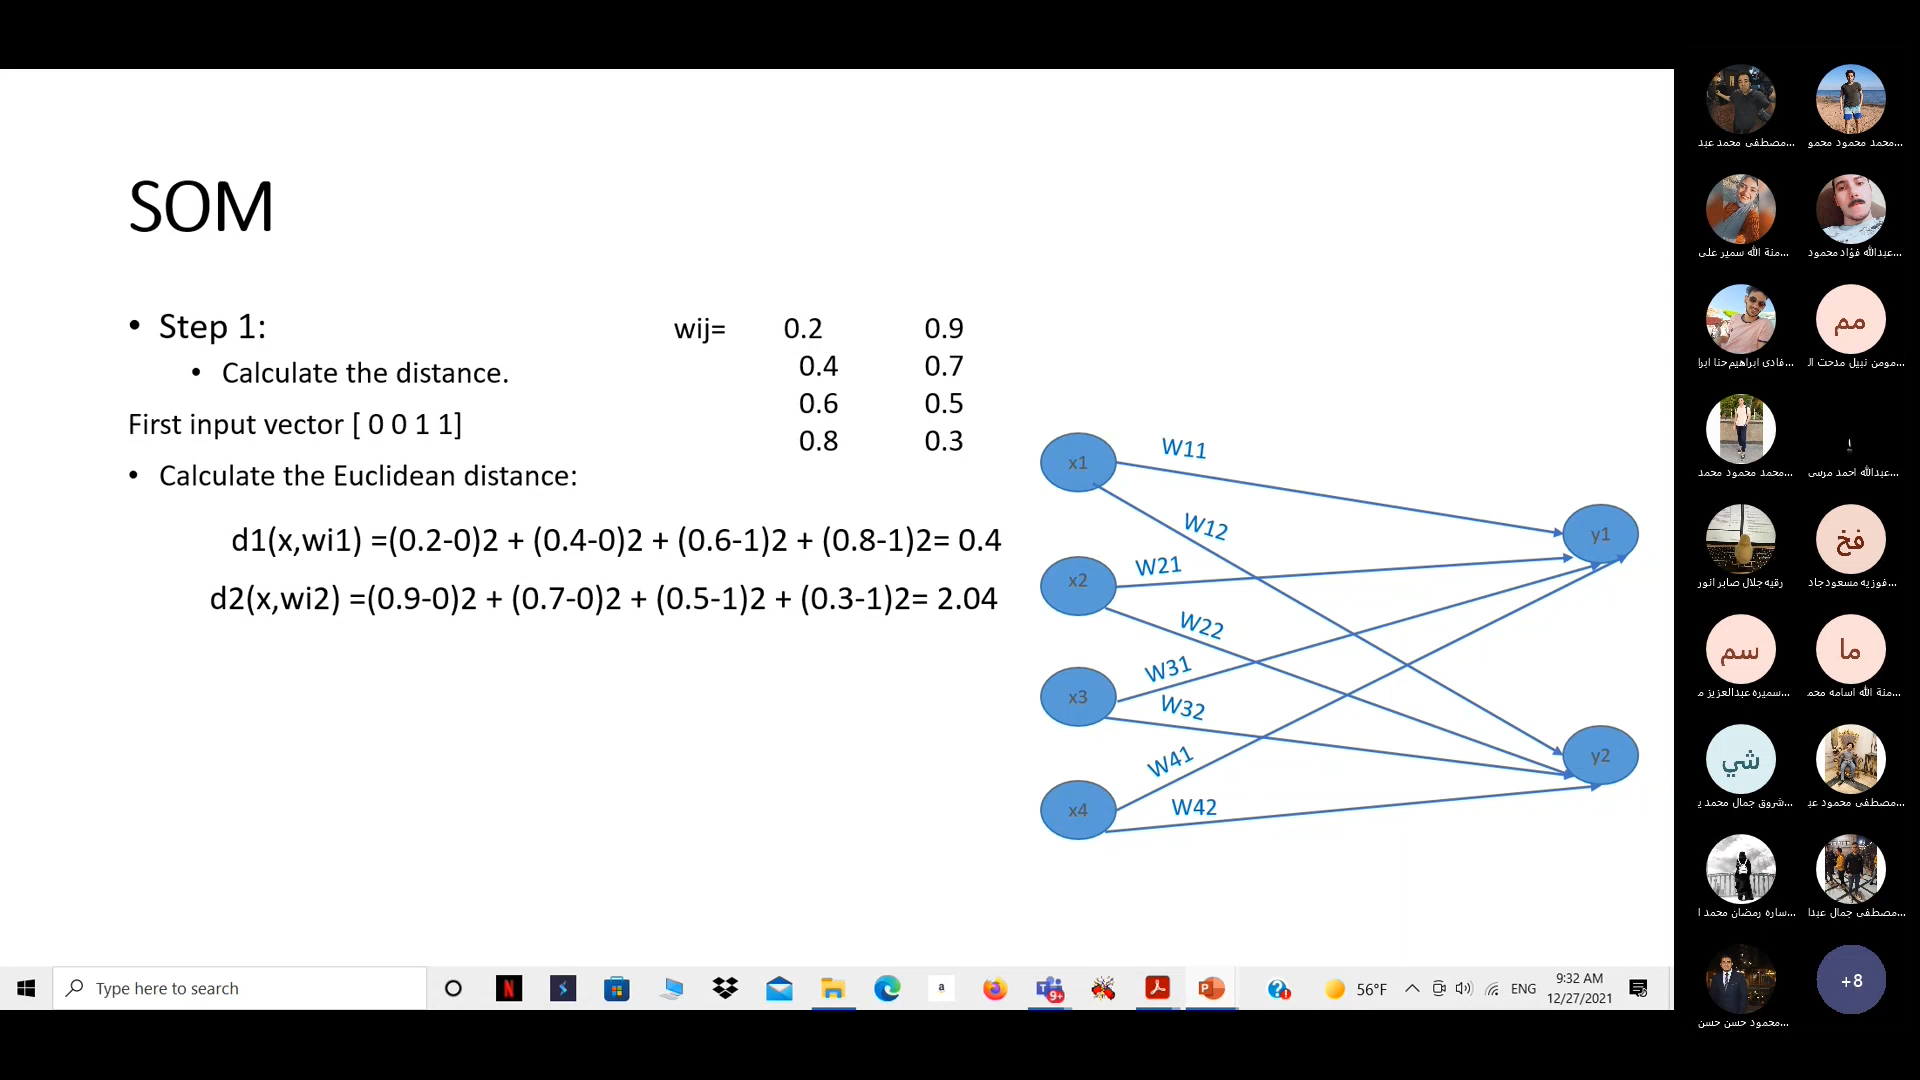 SOM
• Step 1:
• Calculate the distance.
First input vector [ 0 0 1 1]
• Calculate the Euclidean distance:
wij= 0.2 0.9
0.4 0.7
0.6 0.5
0.8 0.3
d1(x,wi1) =(0.2-0)2 + (0.4-0)2 + (0.6-1)2 + (0.8-1)2= 0.4
d2(x,wi2) =(0.9-0)2 + (0.7-0)2 + (0.5-1)2 + (0.3-1)2= 2.04
x1
W11
W12
y1
x2
W21
W22
x3
W31
W32
y2
x4
W41
W42
مصطفى محمد عبد...
محمد محمود محمو...
منة الله سمير على...
عبدالله فؤاد محمود...
فادى ابراهيم حنا ابرا...
مم
مومن نبيل مدحت ال...
محمد محمود محمد...
عبدالله احمد مرسى...
رقيه جلال صابر انور
فخ
فوزيه مسعود جاد...
سم
سميره عبدالعزيز م...
ما
منة الله اسامه محم...
شي
شروق جمال محمد ي...
مصطفى محمود عب...
ساره رمضان محمد ا...
مصطفى جمال عبدا...
محمود حسن حسن...
+8
Type here to search
N
a
9+
P
56°F
ENG
9:32 AM
12/27/2021